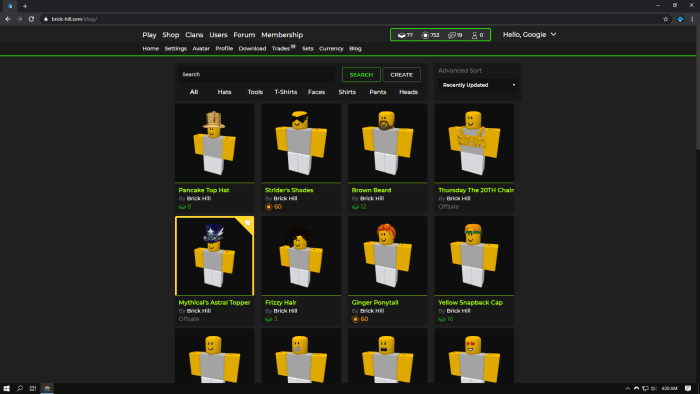 brick-hill.com/shop/
Play Shop Clans Users Forum Membership
77 753 19 0
Hello, Googie
Home Settings Avatar Profile Download Trades Sets Currency Blog
Search
SEARCH CREATE
Advanced Sort
Recently Updated
All Hats Tools T-Shirts Faces Shirts Pants Heads
Pancake Top Hat
By Brick Hill
8
Strider's Shades
By Brick Hill
60
Brown Beard
By Brick Hill
12
Thursday The 20TH Chain
By Brick Hill
Offsale
Mythical's Astral Topper
By Brick Hill
Offsale
Frizzy Hair
By Brick Hill
3
Ginger Ponytail
By Brick Hill
60
Yellow Snapback Cap
By Brick Hill
16
4:20 AM